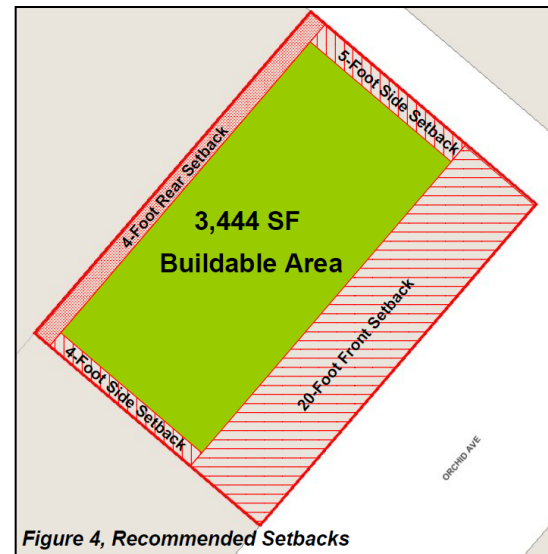 5-Foot Side Setback
4-Foot Rear Setback
3,444 SF
Buildable Area
20-Foot Front Setback
4-Foot Side Setback
ORCHID AVE
Figure 4, Recommended Setbacks